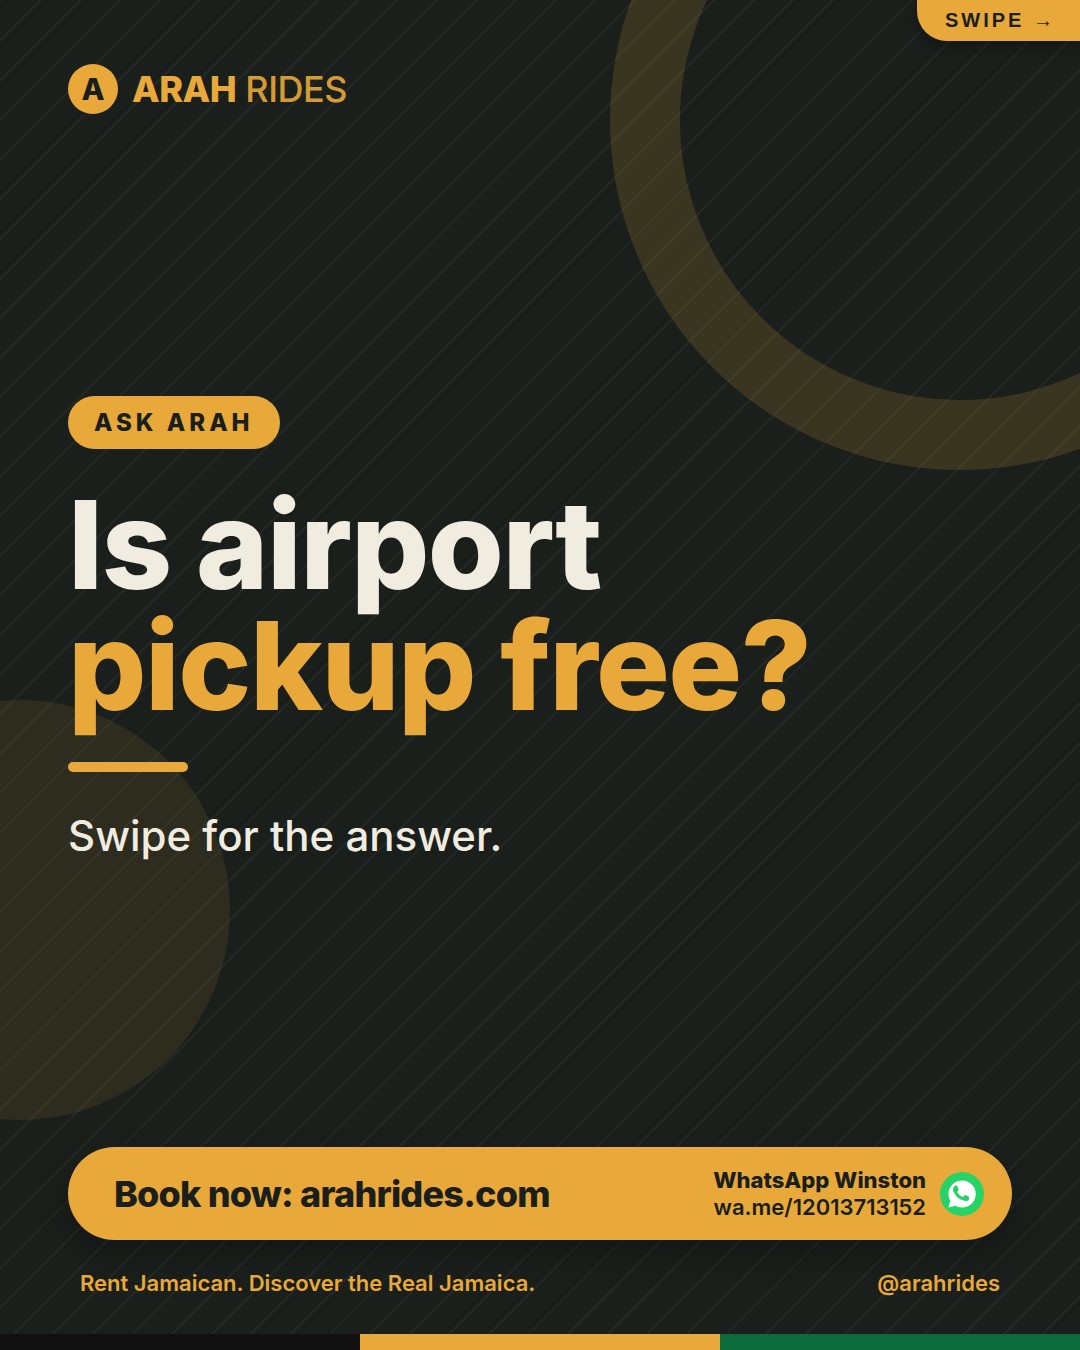 SWIPE →
A ARAH RIDES
ASK ARAH
Is airport
pickup free?
Swipe for the answer.
Book now: arahrides.com
WhatsApp Winston
wa.me/12013713152
Rent Jamaican. Discover the Real Jamaica.
@arahrides